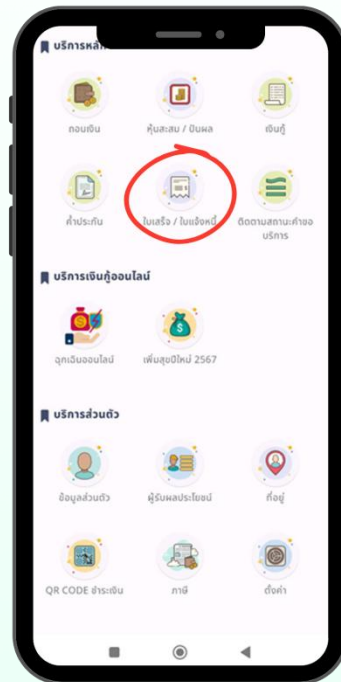 บริการหลัก
ถอนเงิน
หุ้นสะสม / ปันผล
เงินกู้
ค้ำประกัน
ใบเสร็จ / ใบแจ้งหนี้
ติดตามสถานะคำขอ
บริการ
บริการเงินกู้ออนไลน์
ฉุกเฉินออนไลน์
เพิ่มสุขปีใหม่ 2567
บริการส่วนตัว
ข้อมูลส่วนตัว
ผู้รับผลประโยชน์
ที่อยู่
QR CODE ชำระเงิน
ภาษี
ตั้งค่า